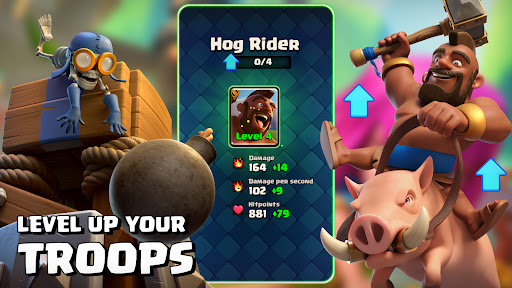 Hog Rider
0/4
Level 4
Damage
164 +14
Damage per second
102 +9
Hitpoints
881 +79
LEVEL UP YOUR
TROOPS